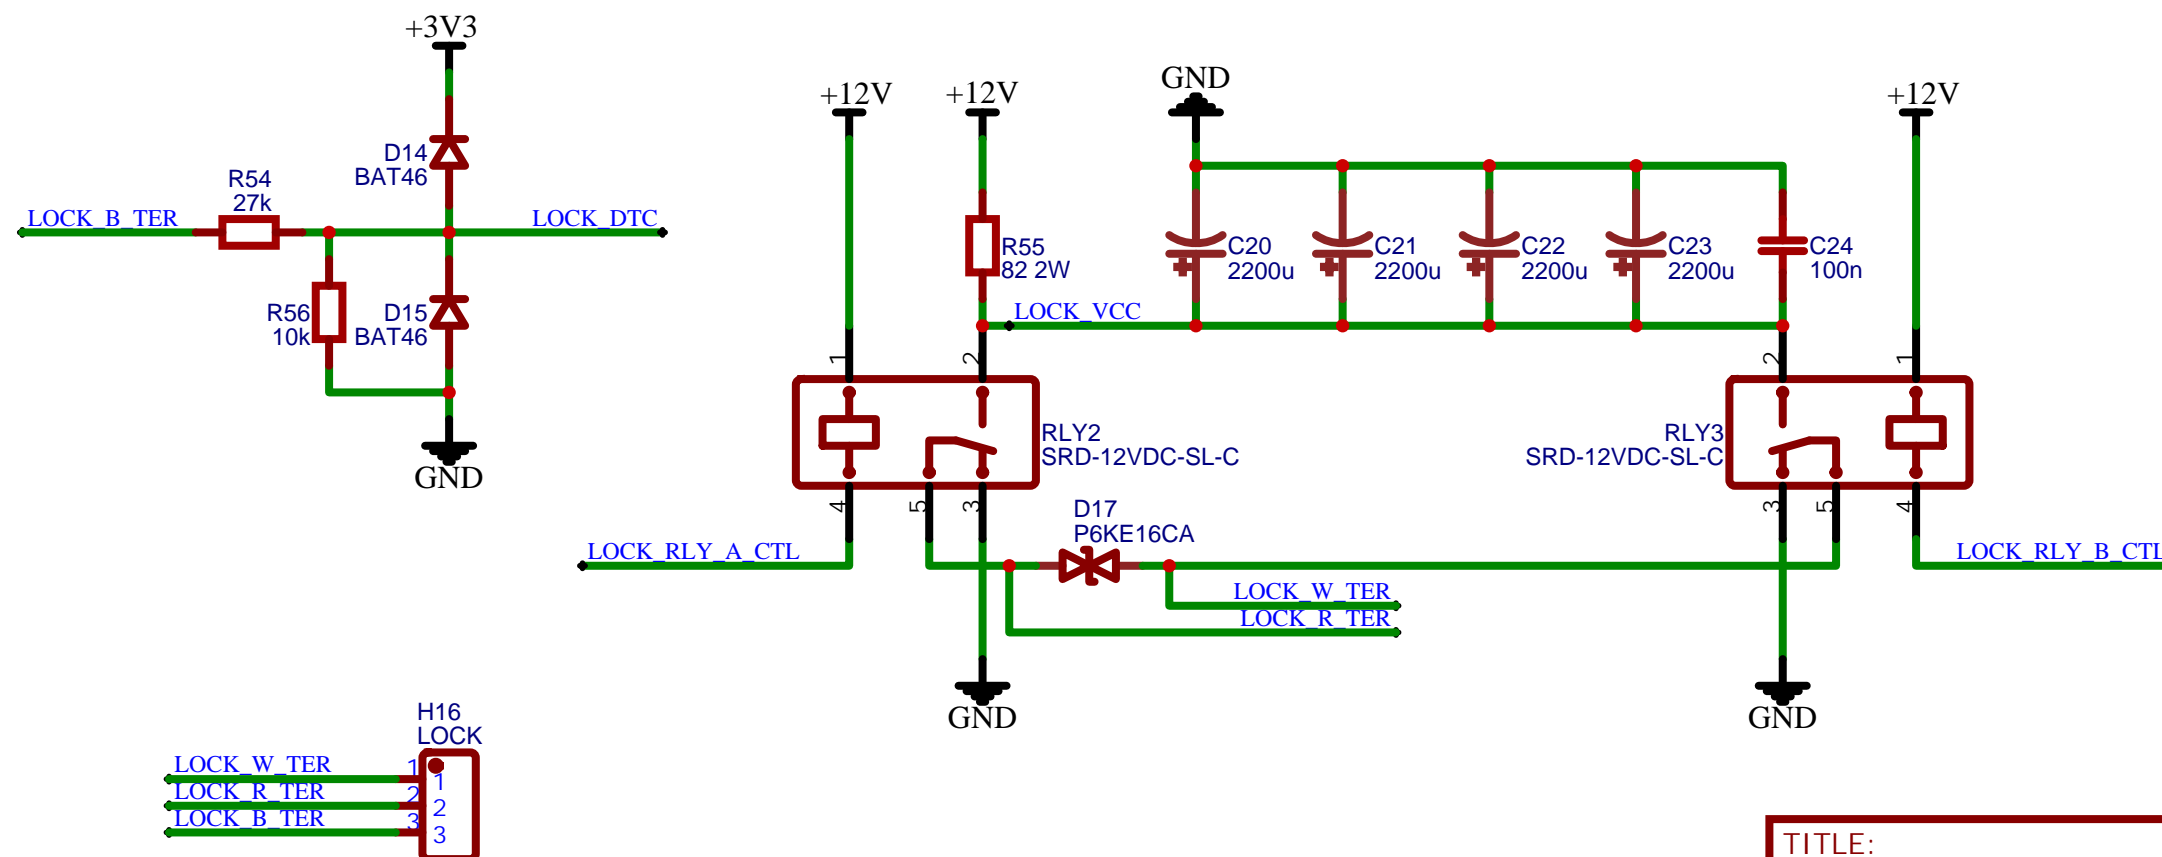 +3V3
D14
BAT46
R54
27k
LOCK_B_TER
LOCK_DTC
R56
10k
D15
BAT46
GND
+12V
+12V
GND
+12V
R55
82 2W
C20
2200u
C21
2200u
C22
2200u
C23
2200u
C24
100n
LOCK_VCC
1
2
2
1
RLY2
SRD-12VDC-SL-C
RLY3
SRD-12VDC-SL-C
4
5
3
3
5
4
D17
P6KE16CA
LOCK_RLY_A_CTL
LOCK_RLY_B_CTL
LOCK_W_TER
LOCK_R_TER
GND
GND
H16
LOCK
LOCK_W_TER
1
1
LOCK_R_TER
2
2
LOCK_B_TER
3
3
TITLE: